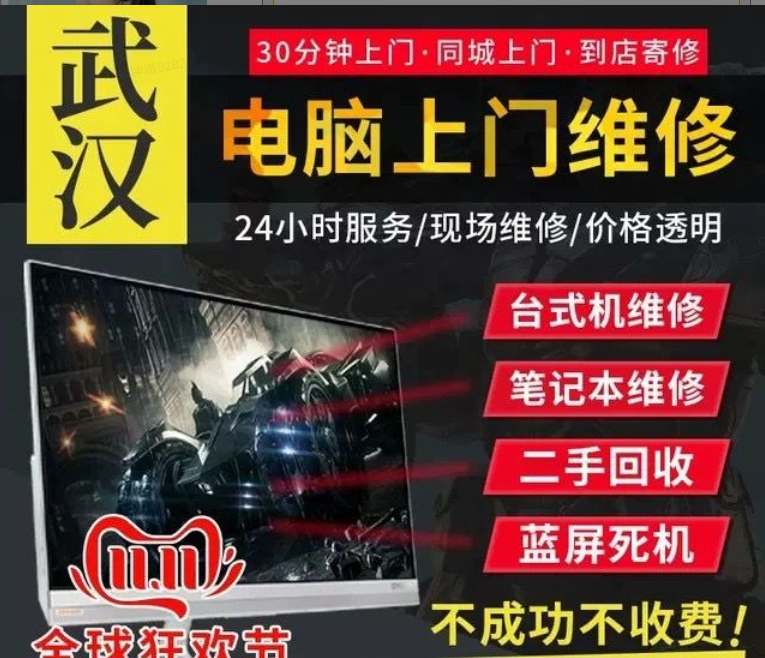 武汉
30分钟上门·同城上门·到店寄修
电脑上门维修
24小时服务/现场维修/价格透明
台式机维修
笔记本维修
二手回收
蓝屏死机
11.11
全球狂欢节
不成功不收费!